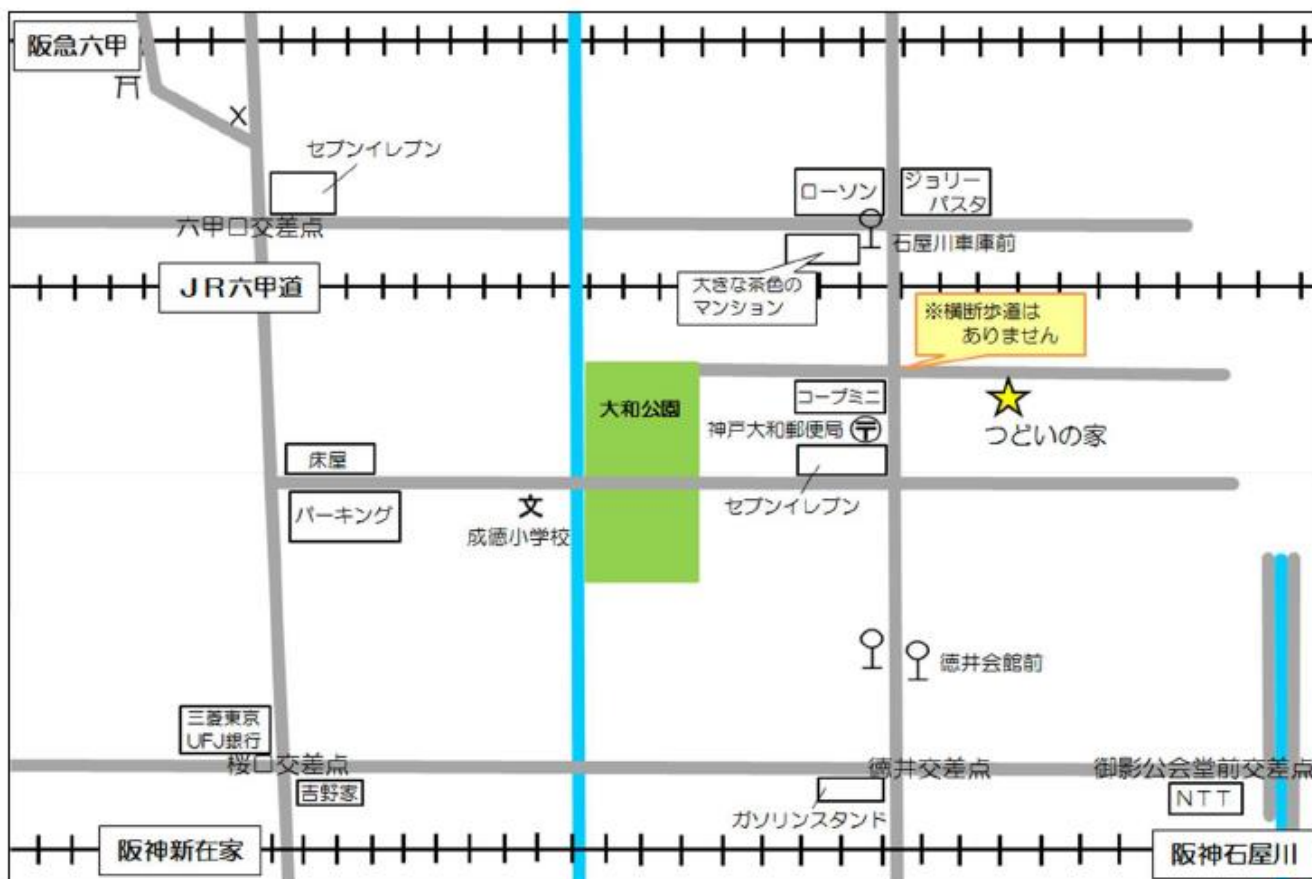 阪急六甲
X
セブンイレブン
ローソン
ジョリー
パスタ
六甲口交差点
石屋川車庫前
JR六甲道
大きな茶色の
マンション
※横断歩道は
ありません
大和公園
コープミニ
神戸大和郵便局
つどいの家
床屋
パーキング
文
成徳小学校
セブンイレブン
徳井会館前
三菱東京
UFJ銀行
桜口交差点
徳井交差点
御影公会堂前交差点
吉野家
NTT
ガソリンスタンド
阪神新在家
阪神石屋川